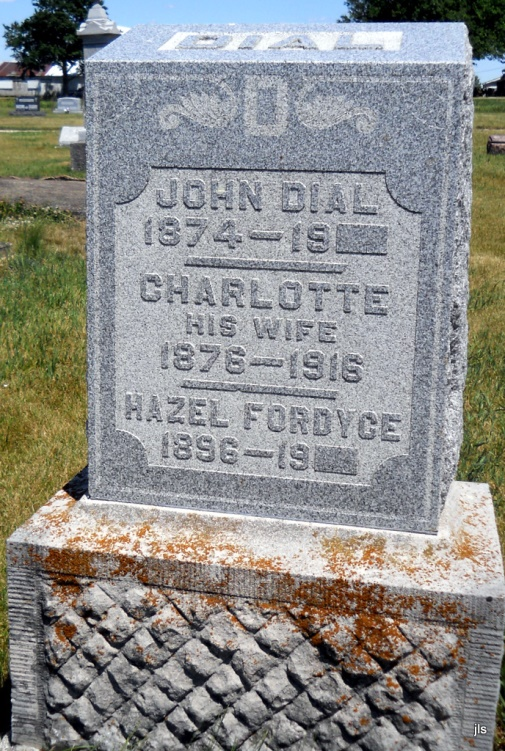 DIAL
D
JOHN DIAL
1874—19
CHARLOTTE
HIS WIFE
1876—1916
HAZEL FORDYCE
1896—19
jls